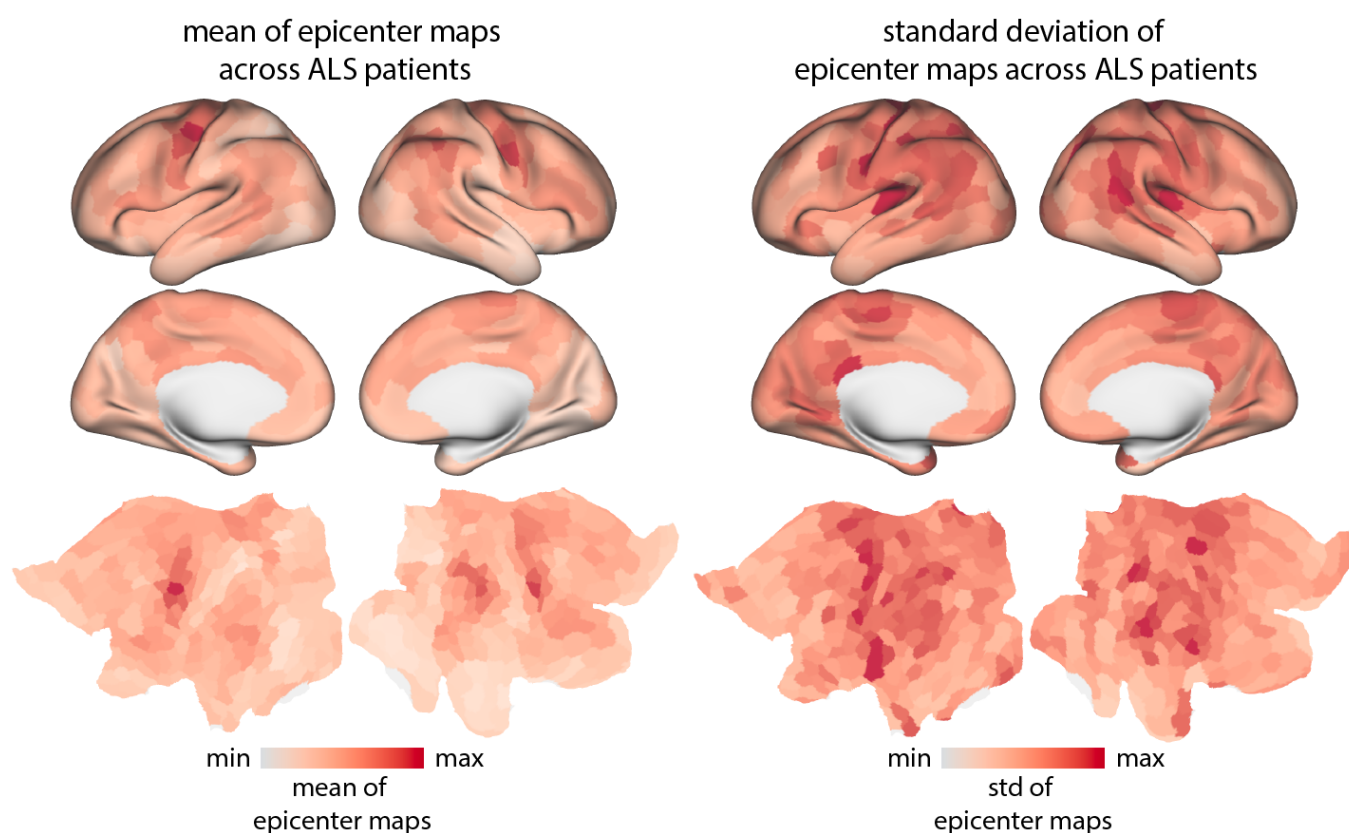 mean of epicenter maps
across ALS patients
standard deviation of
epicenter maps across ALS patients
min
max
mean of
epicenter maps
min
max
std of
epicenter maps